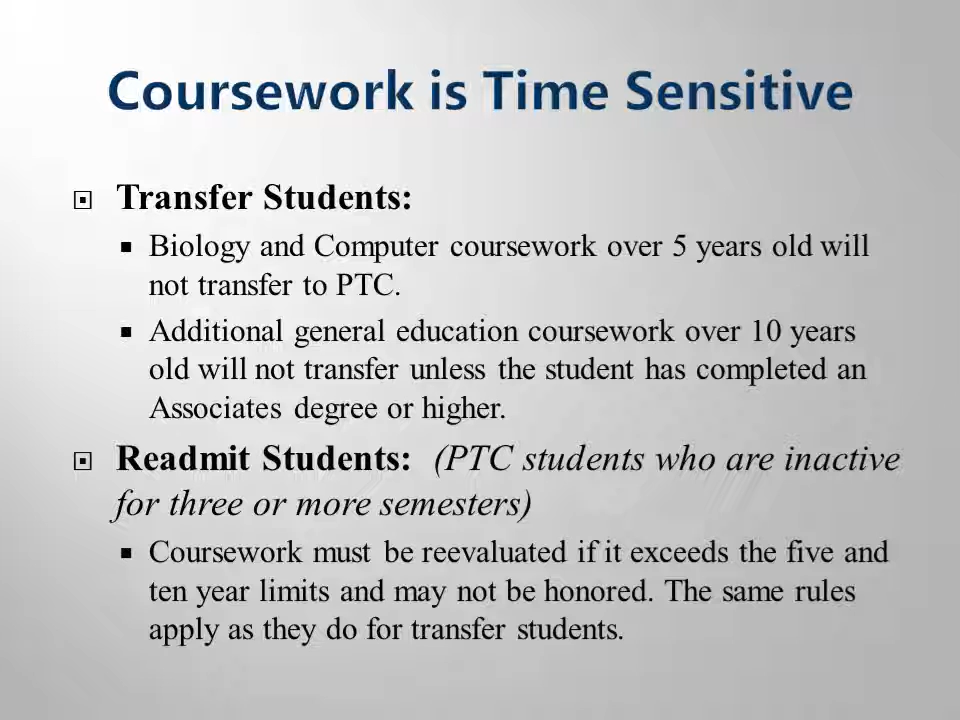 Coursework is Time Sensitive
Transfer Students:
Biology and Computer coursework over 5 years old will
not transfer to PTC.
Additional general education coursework over 10 years
old will not transfer unless the student has completed an
Associates degree or higher.
Readmit Students: (PTC students who are inactive
for three or more semesters)
Coursework must be reevaluated if it exceeds the five and
ten year limits and may not be honored. The same rules
apply as they do for transfer students.